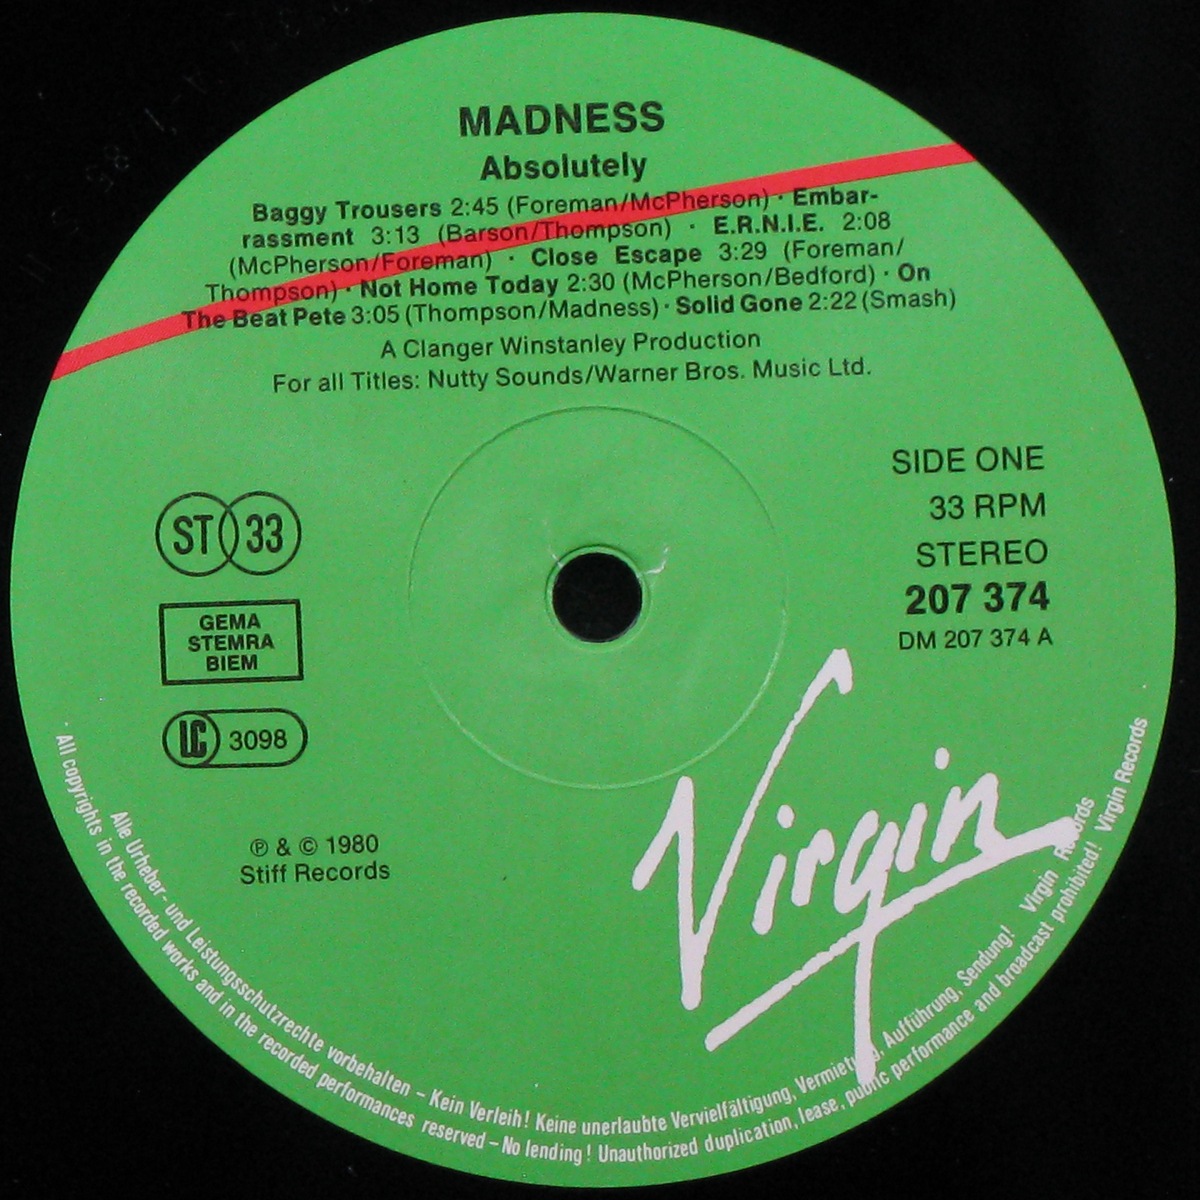 MADNESS
Absolutely
Baggy Trousers 2:45 (Foreman/McPherson) · Embar-
rassment 3:13 (Barson/Thompson) · E.R.N.I.E. 2:08
(McPherson/Foreman) · Close Escape 3:29 (Foreman/
Thompson) · Not Home Today 2:30 (McPherson/Bedford) · On
The Beat Pete 3:05 (Thompson/Madness) · Solid Gone 2:22 (Smash)
A Clanger Winstanley Production
For all Titles: Nutty Sounds/Warner Bros. Music Ltd.
SIDE ONE
33 RPM
STEREO
207 374
DM 207 374 A
ST 33
GEMA
STEMRA
BIEM
LC 3098
℗ & © 1980
Stiff Records
Virgin
Alle Urheber- und Leistungsschutzrechte vorbehalten – Kein Verleih! Keine unerlaubte Vervielfältigung, Vermietung, Aufführung, Sendung! Virgin Records
All copyrights in the recorded works and in the recorded performances reserved – No lending! Unauthorized duplication, lease, public performance and broadcast prohibited! Virgin Records